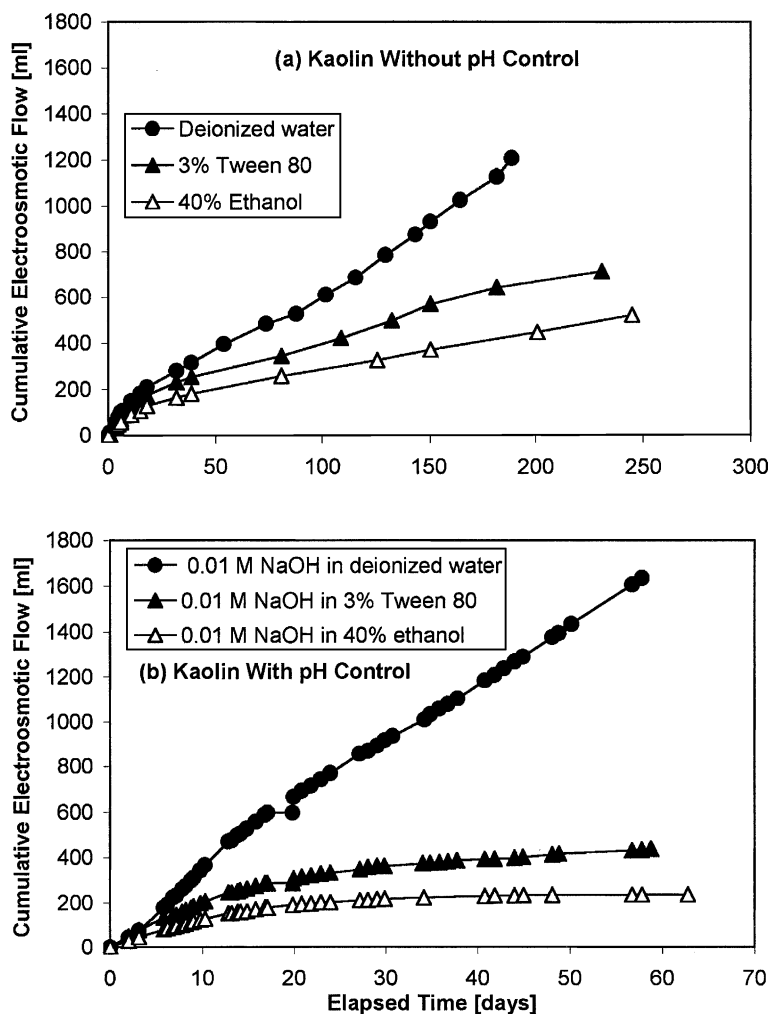 1800
1600
1400
1200
1000
800
600
400
200
0
Cumulative Electroosmotic Flow [ml]
(a) Kaolin Without pH Control
Deionized water
3% Tween 80
40% Ethanol
0 50 100 150 200 250 300
1800
1600
1400
1200
1000
800
600
400
200
0
Cumulative Electroosmotic Flow [ml]
0.01 M NaOH in deionized water
0.01 M NaOH in 3% Tween 80
0.01 M NaOH in 40% ethanol
(b) Kaolin With pH Control
0 10 20 30 40 50 60 70
Elapsed Time [days]